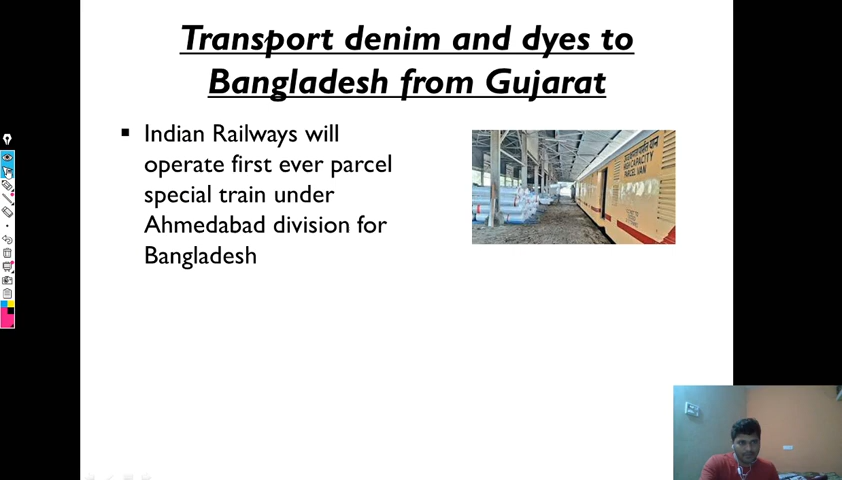 Transport denim and dyes to
Bangladesh from Gujarat
▪ Indian Railways will
operate first ever parcel
special train under
Ahmedabad division for
Bangladesh
HIGH CAPACITY
PARCEL VAN